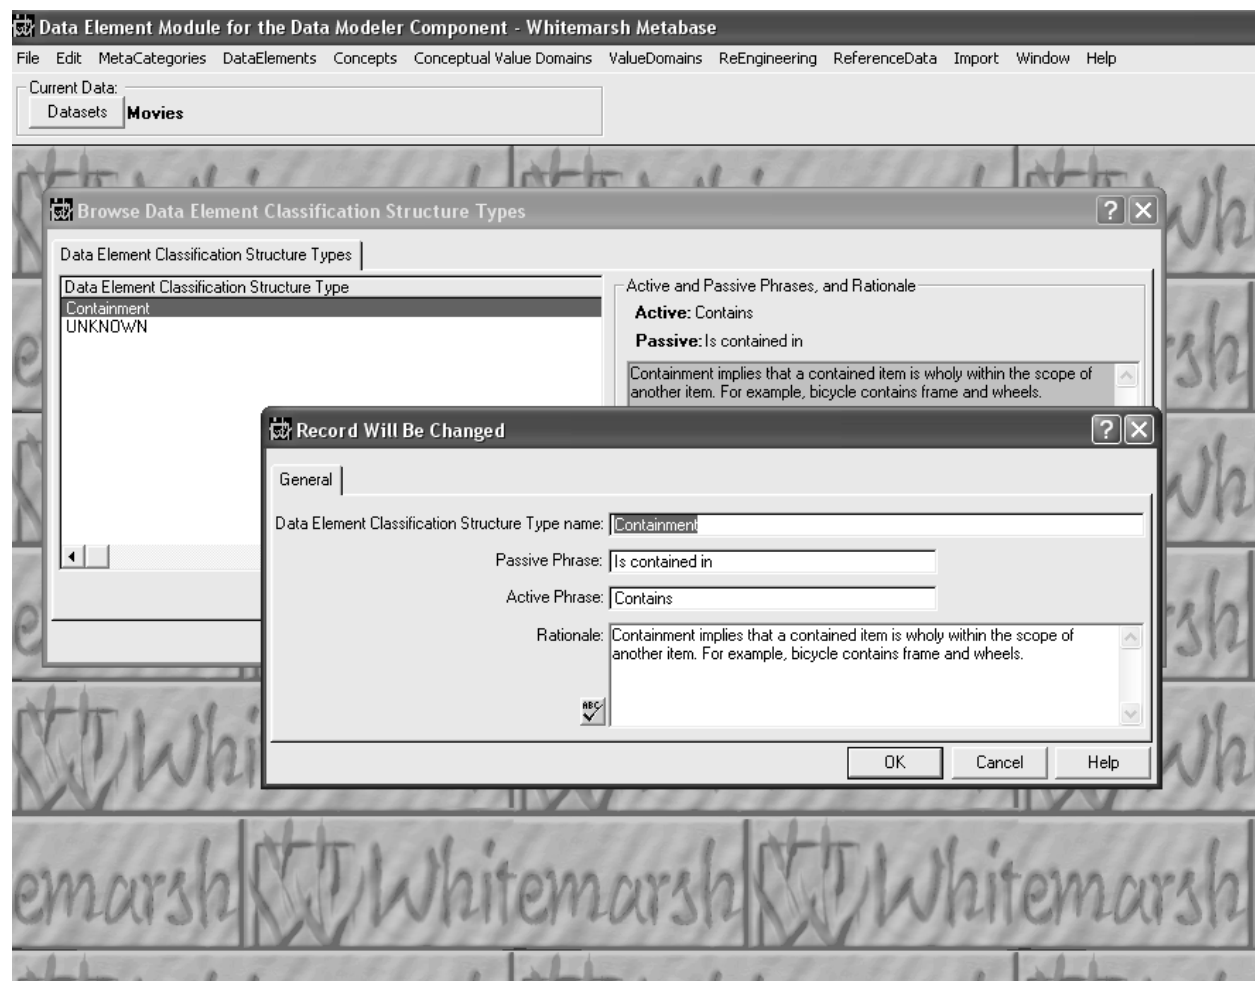 Data Element Module for the Data Modeler Component - Whitemarsh Metabase
File Edit MetaCategories DataElements Concepts Conceptual Value Domains ValueDomains ReEngineering ReferenceData Import Window Help
Current Data:
Datasets Movies
Browse Data Element Classification Structure Types
Data Element Classification Structure Types
Data Element Classification Structure Type
Containment
UNKNOWN
Active and Passive Phrases, and Rationale
Active: Contains
Passive: Is contained in
Containment implies that a contained item is wholy within the scope of
another item. For example, bicycle contains frame and wheels.
Record Will Be Changed
General
Data Element Classification Structure Type name: Containment
Passive Phrase: Is contained in
Active Phrase: Contains
Rationale: Containment implies that a contained item is wholy within the scope of
another item. For example, bicycle contains frame and wheels.
ABC
OK Cancel Help
Whitemarsh
emarsh Whitemarsh Whitemarsh